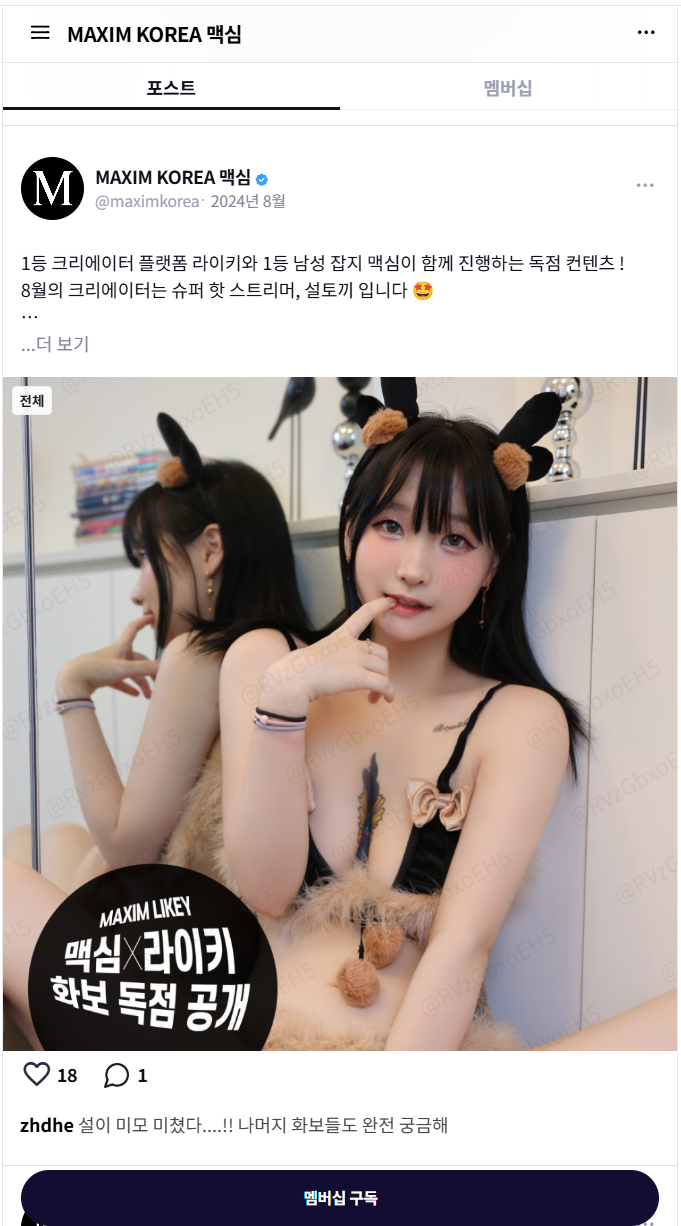 MAXIM KOREA 맥심
포스트 멤버십
M
MAXIM KOREA 맥심
@maximkorea· 2024년 8월
1등 크리에이터 플랫폼 라이키와 1등 남성 잡지 맥심이 함께 진행하는 독점 컨텐츠 !
8월의 크리에이터는 슈퍼 핫 스트리머, 설토끼 입니다 🤩
...
...더 보기
전체
@RVzGbxoEH5
MAXIM LIKEY
맥심X라이키
화보 독점 공개
18 1
zhdhe 설이 미모 미쳤다....!! 나머지 화보들도 완전 궁금해
멤버십 구독